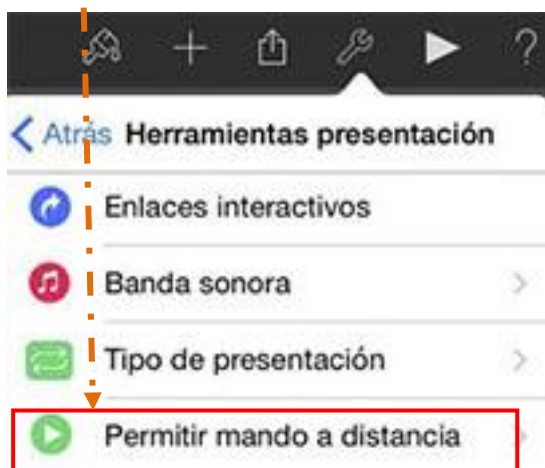 ?
Atrás Herramientas presentación
Enlaces interactivos
Banda sonora
Tipo de presentación
Permitir mando a distancia